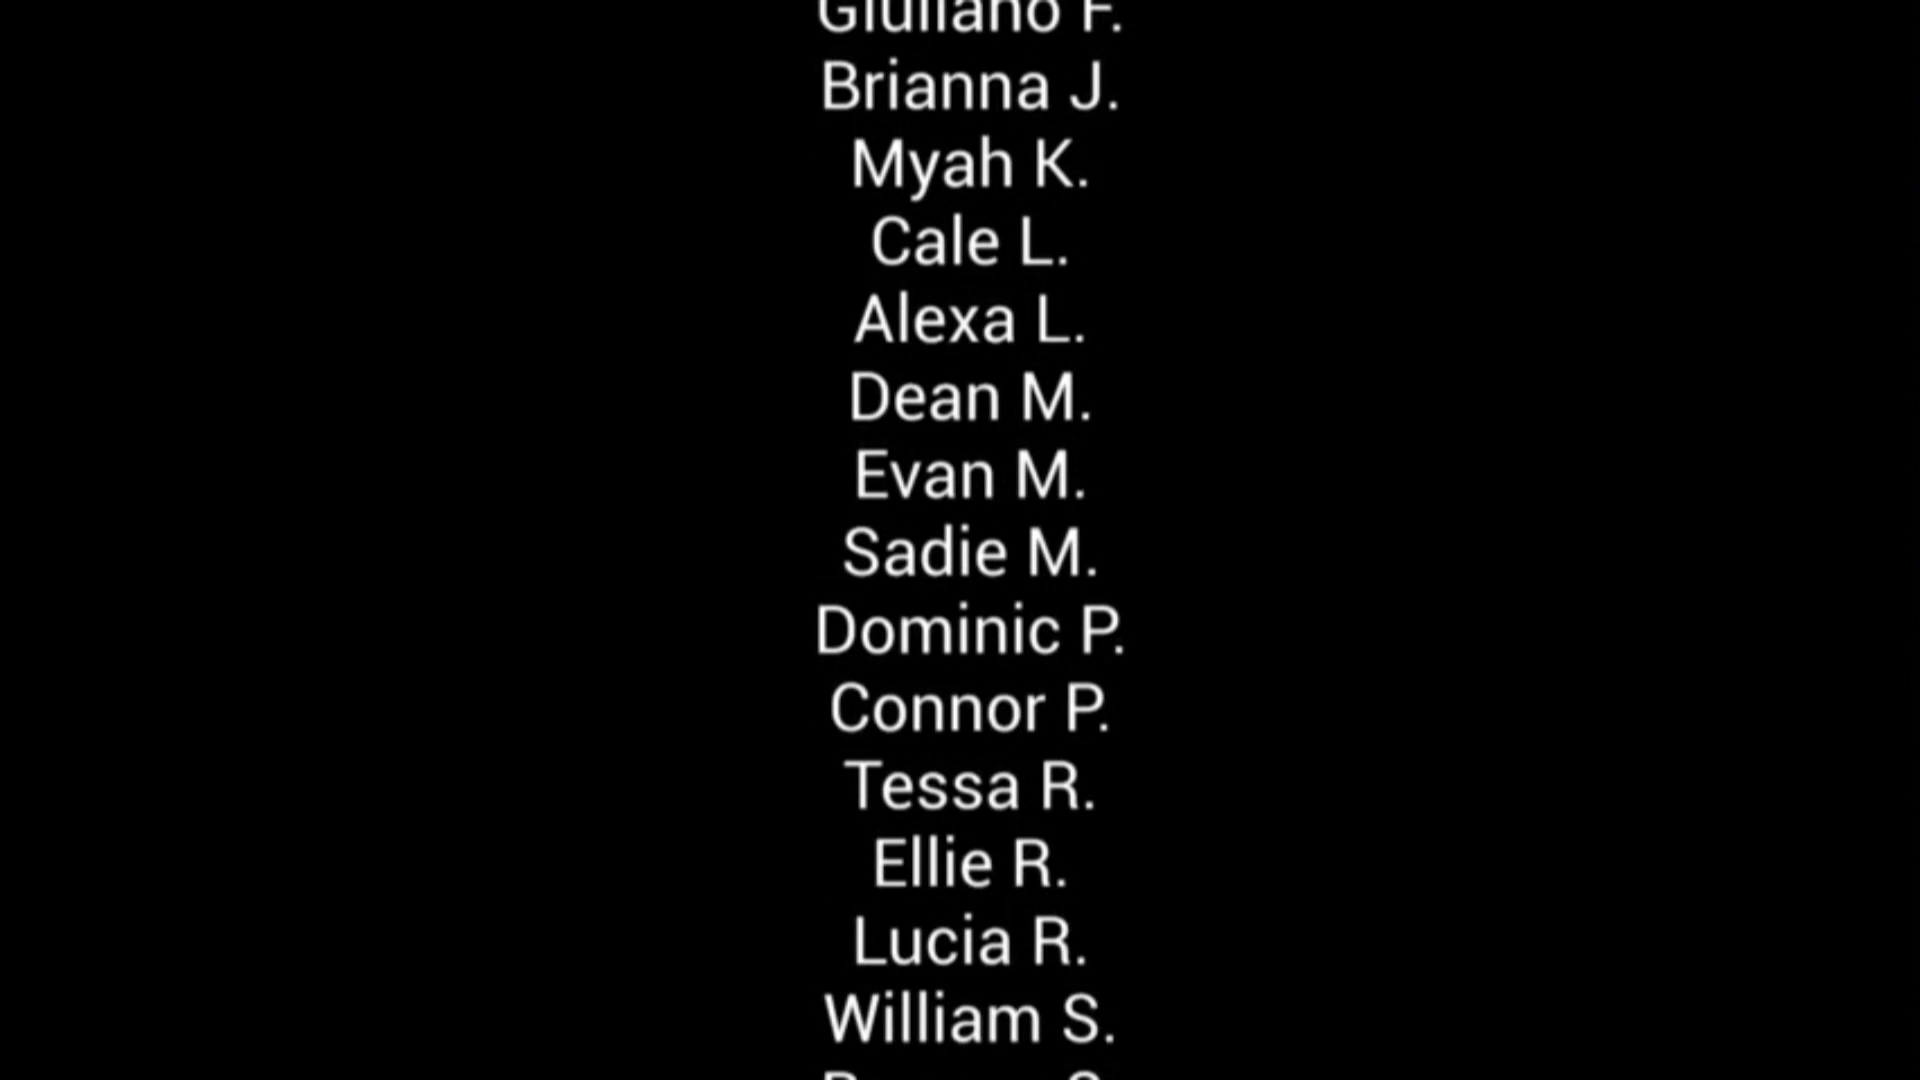 Giuliano F.
Brianna J.
Myah K.
Cale L.
Alexa L.
Dean M.
Evan M.
Sadie M.
Dominic P.
Connor P.
Tessa R.
Ellie R.
Lucia R.
William S.